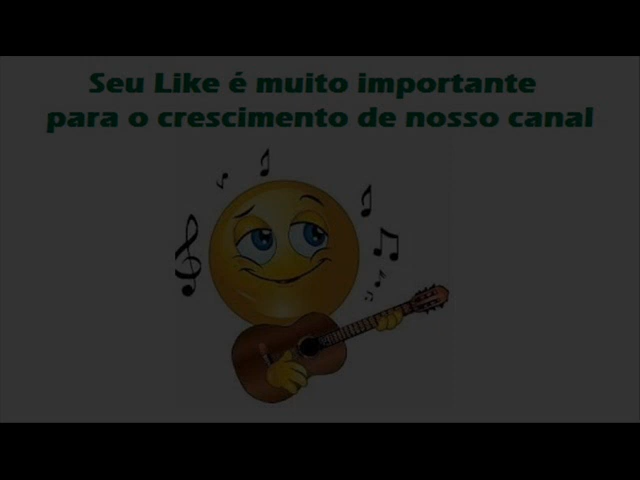 Seu Like é muito importante
para o crescimento de nosso canal